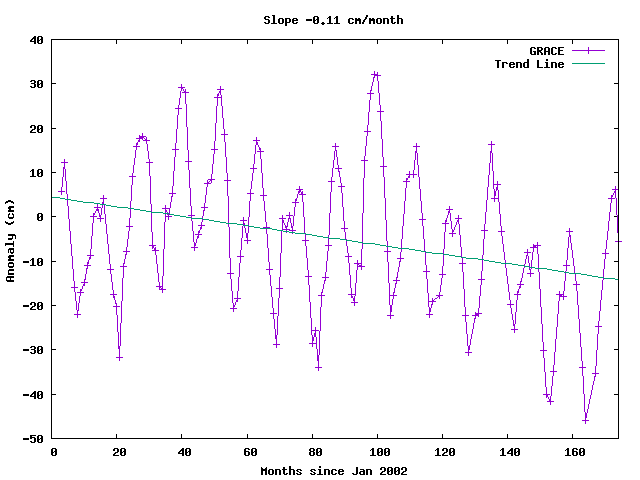 Slope -0.11 cm/month
GRACE
Trend Line
Anomaly (cm)
40
30
20
10
0
-10
-20
-30
-40
-50
0 20 40 60 80 100 120 140 160
Months since Jan 2002